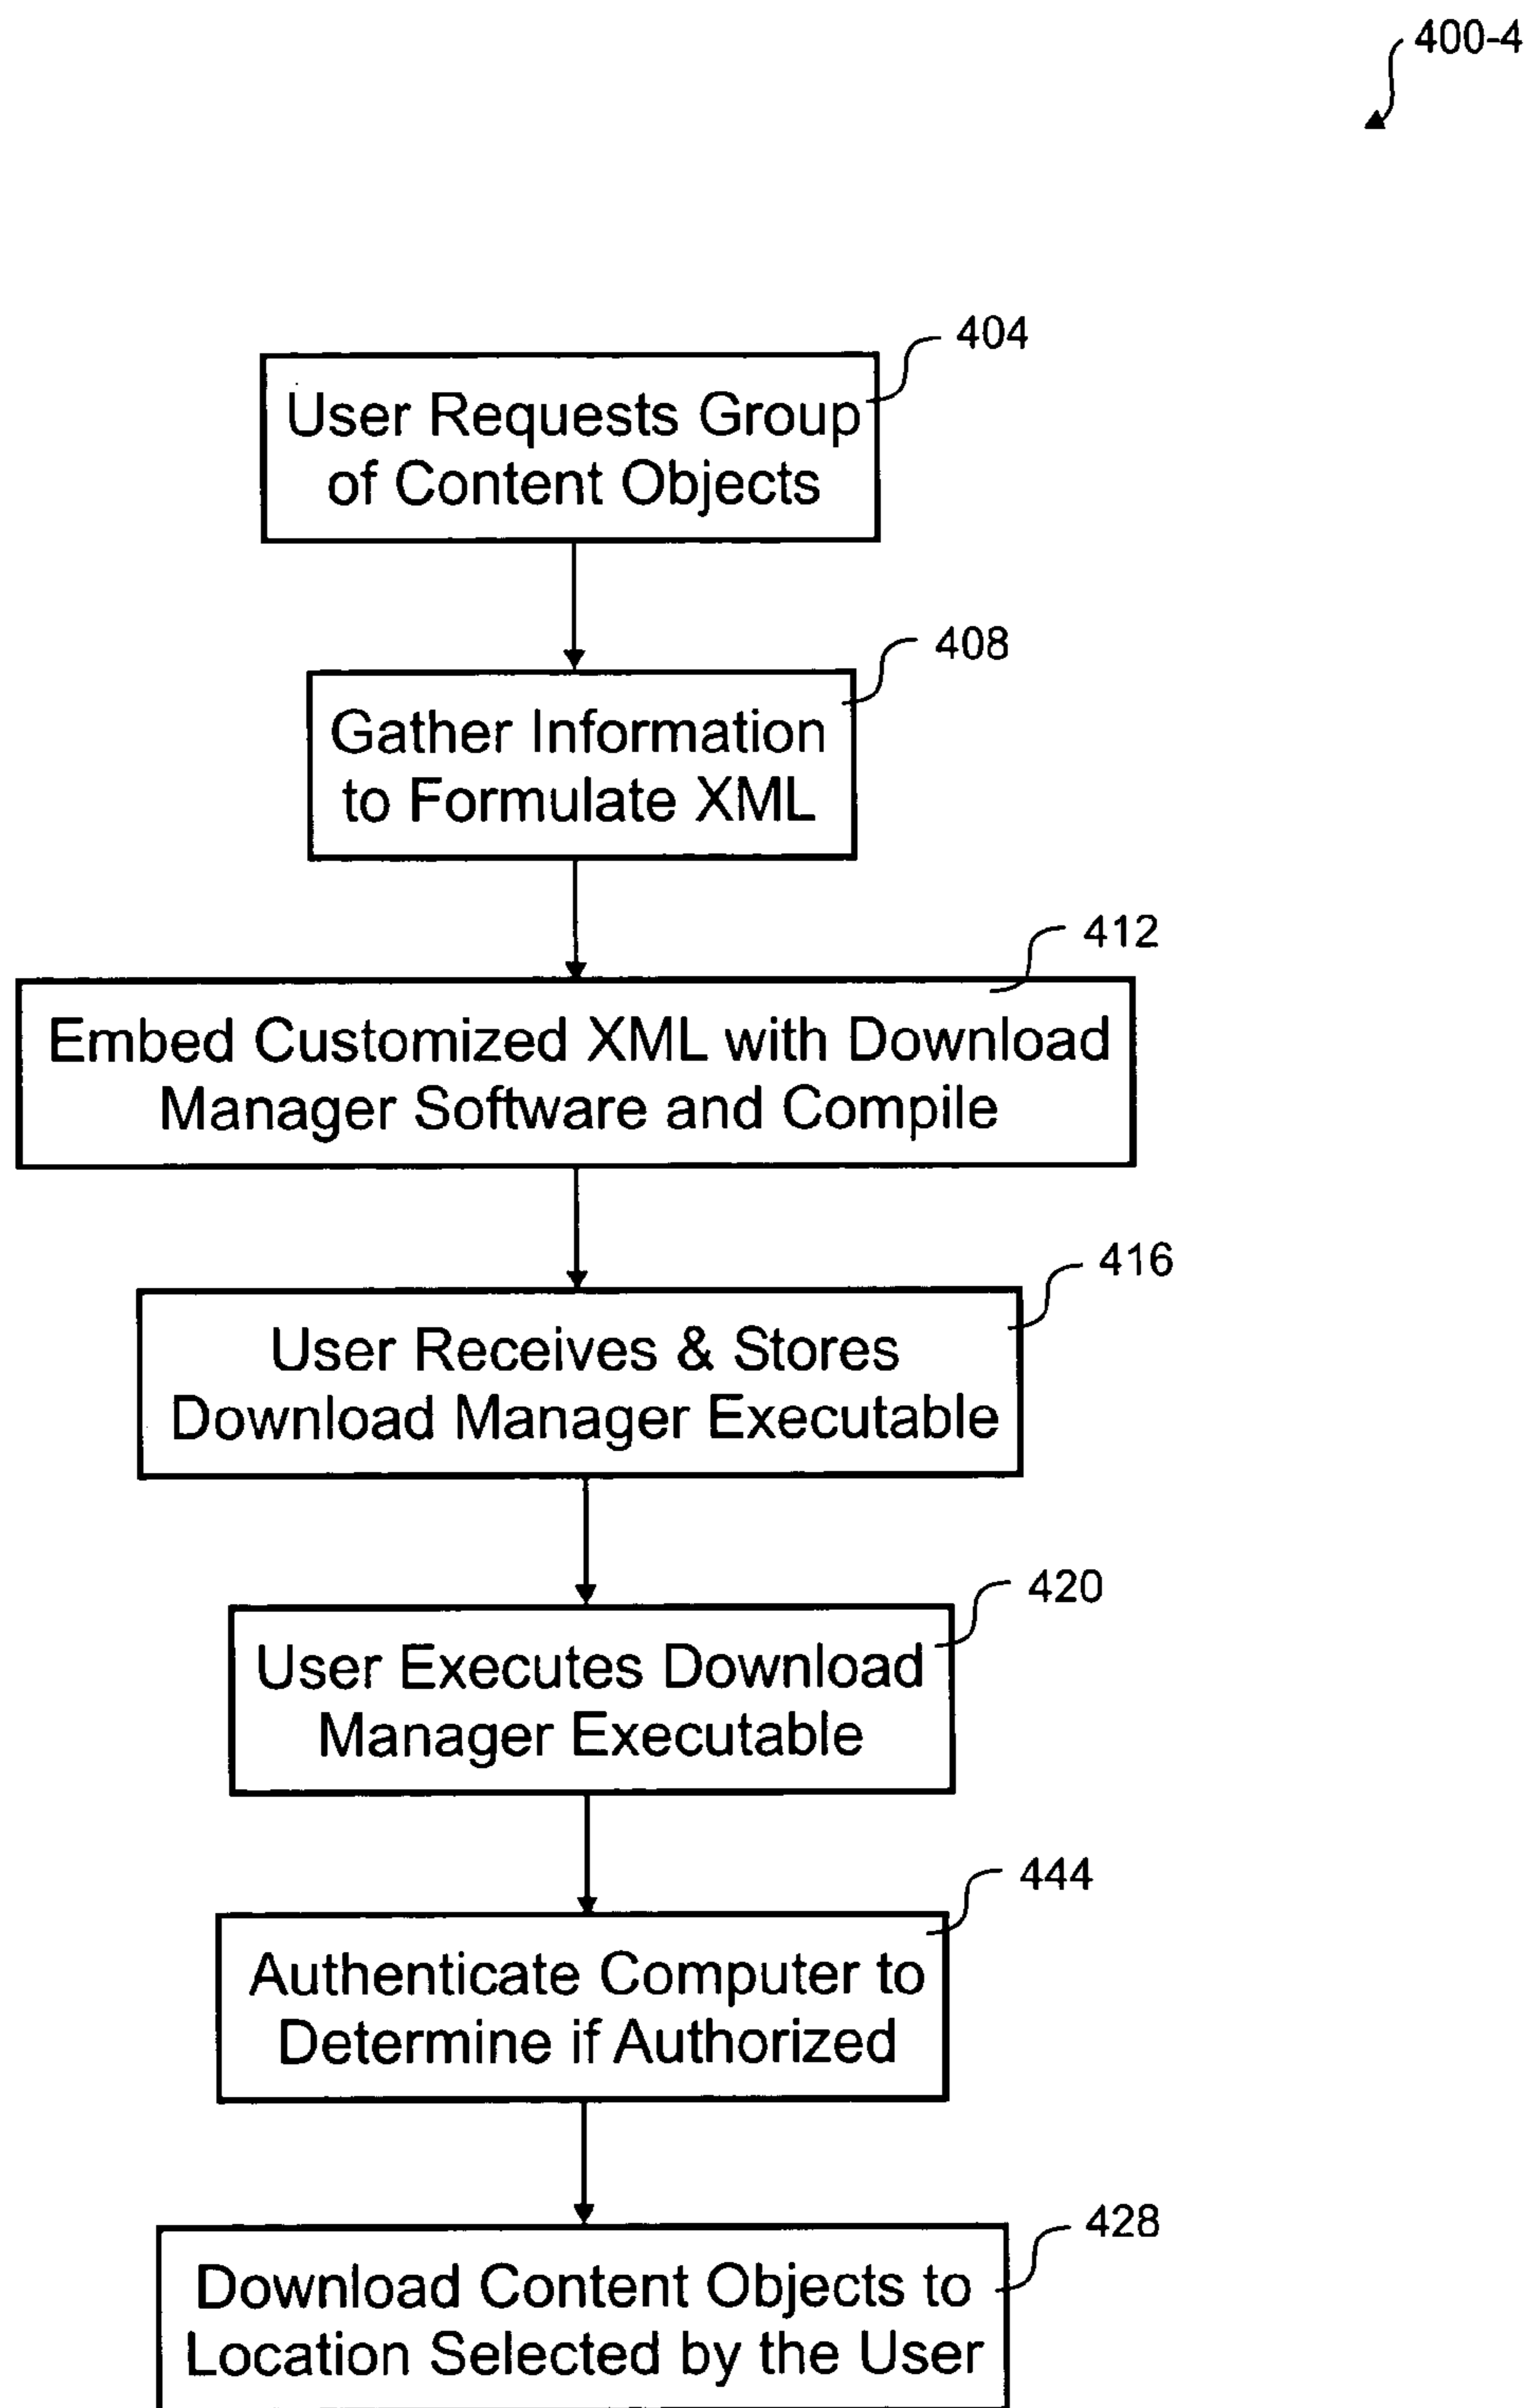 400-4
404
User Requests Group
of Content Objects
408
Gather Information
to Formulate XML
412
Embed Customized XML with Download
Manager Software and Compile
416
User Receives & Stores
Download Manager Executable
420
User Executes Download
Manager Executable
444
Authenticate Computer to
Determine if Authorized
428
Download Content Objects to
Location Selected by the User